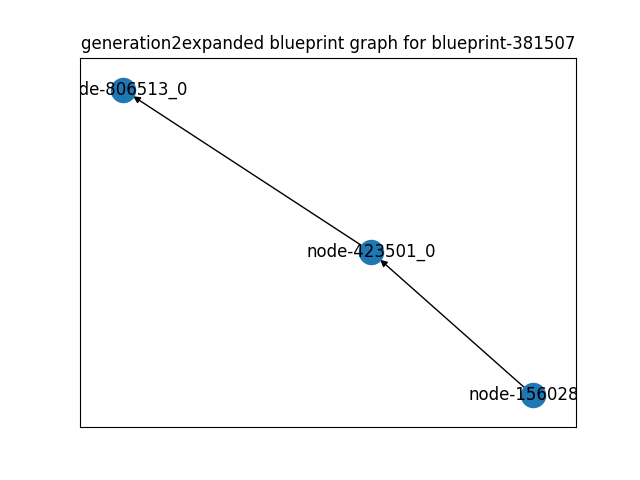 generation2expanded blueprint graph for blueprint-381507
de-806513_0
node-423501_0
node-156028